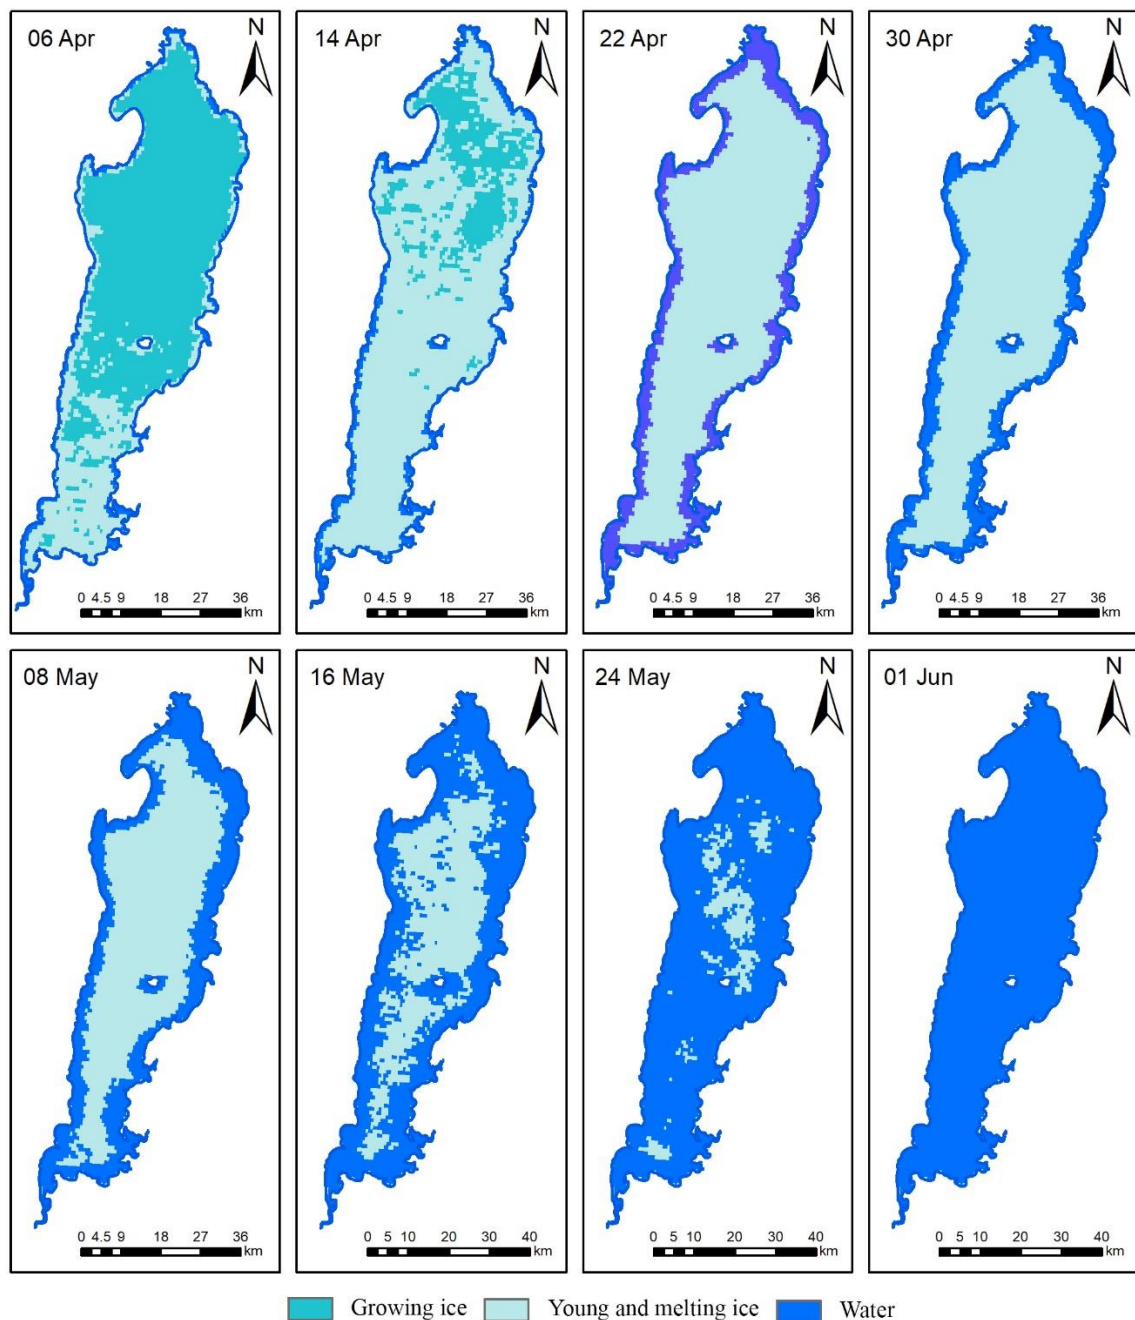 06 Apr N
0 4.5 9 18 27 36
km
14 Apr N
0 4.5 9 18 27 36
km
22 Apr N
0 4.5 9 18 27 36
km
30 Apr N
0 4.5 9 18 27 36
km
08 May N
0 4.5 9 18 27 36
km
16 May N
0 5 10 20 30 40
km
24 May N
0 5 10 20 30 40
km
01 Jun N
0 5 10 20 30 40
km
Growing ice Young and melting ice Water